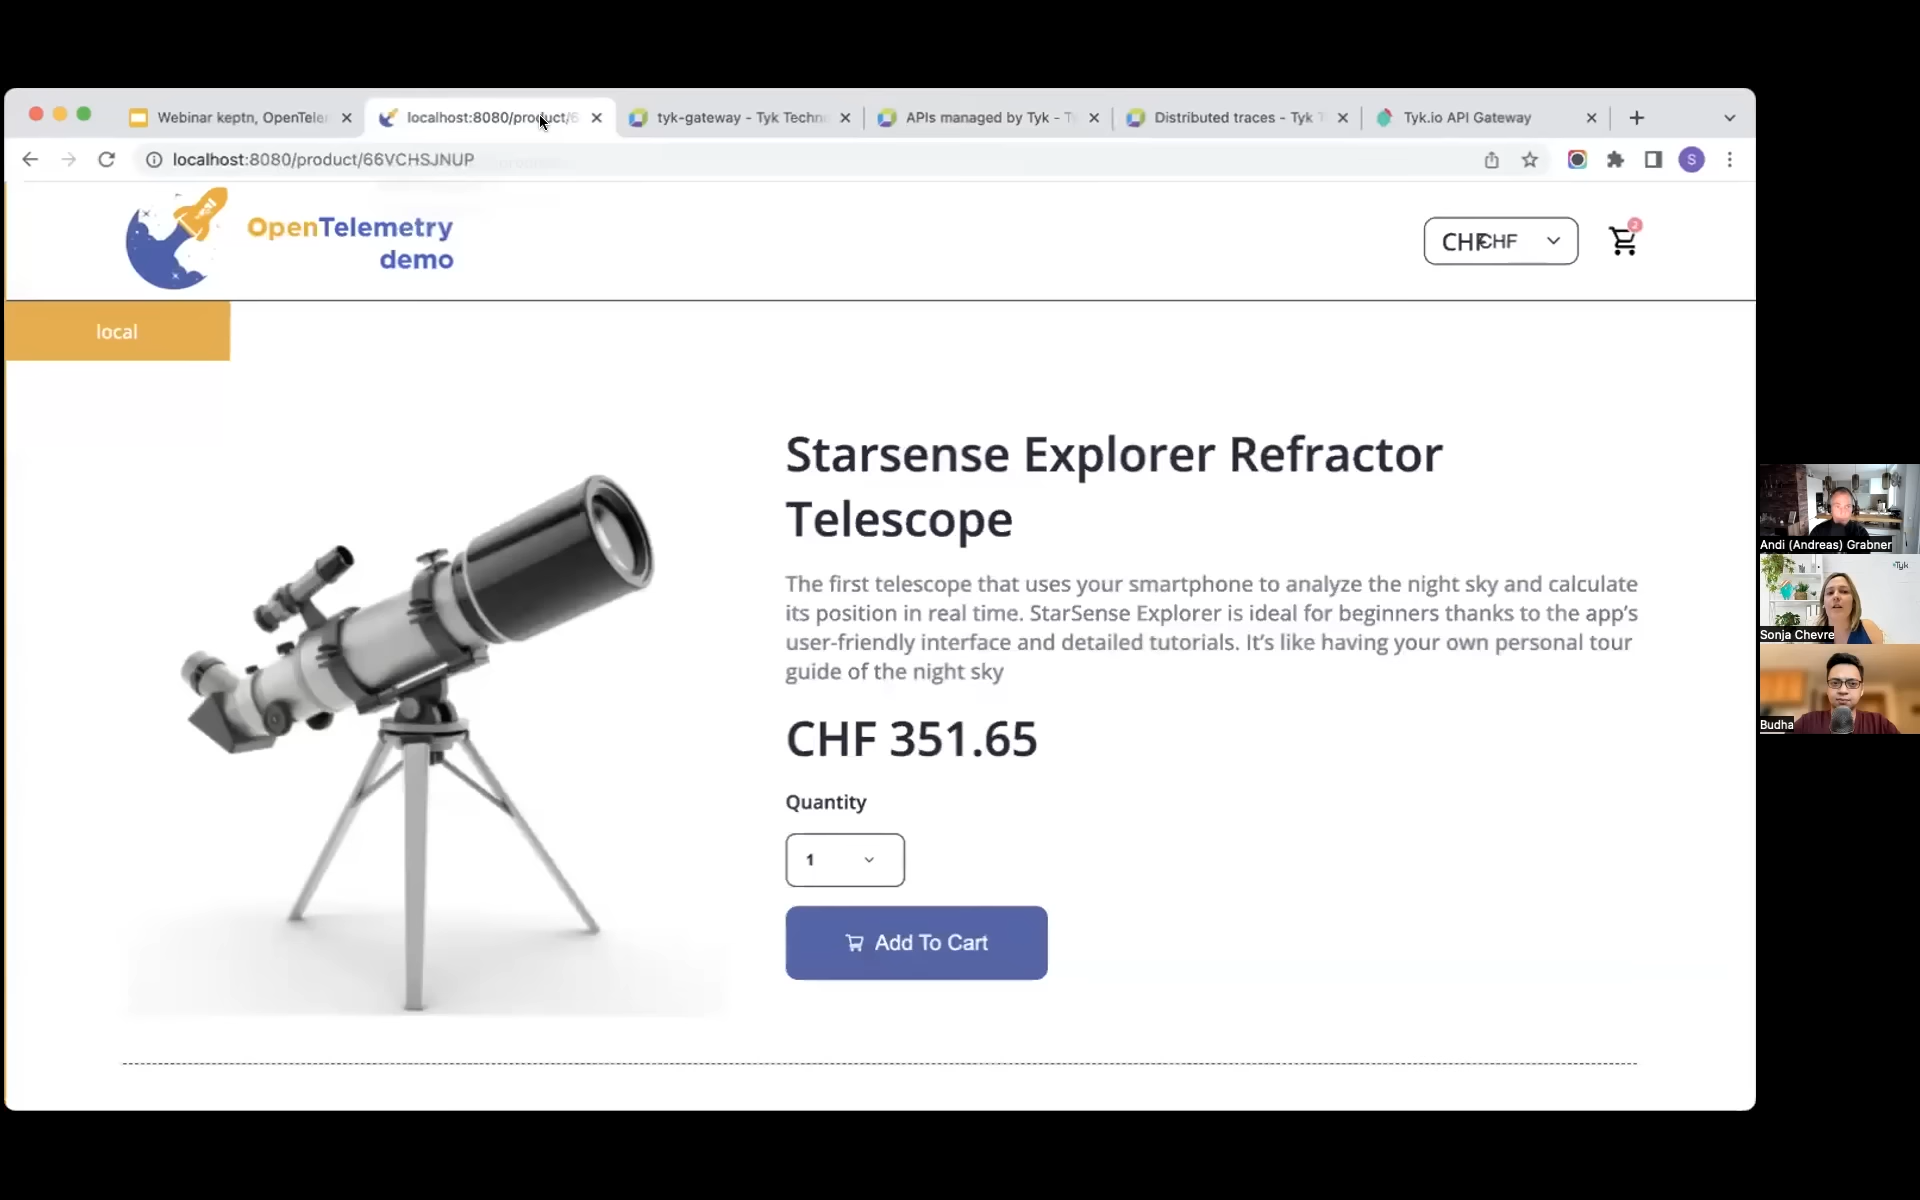 Webinar keptn, OpenTele
localhost:8080/product/6
tyk-gateway - Tyk Techn
APIs managed by Tyk - T
Distributed traces - Tyk T
Tyk.io API Gateway
localhost:8080/product/66VCHSJNUP
S
OpenTelemetry
demo
CHF
CHF
2
local
Starsense Explorer Refractor
Telescope
The first telescope that uses your smartphone to analyze the night sky and calculate
its position in real time. StarSense Explorer is ideal for beginners thanks to the app’s
user-friendly interface and detailed tutorials. It’s like having your own personal tour
guide of the night sky
CHF 351.65
Quantity
1
Add To Cart
Andi (Andreas) Grabner
Tyk
Sonja Chevre
Budha